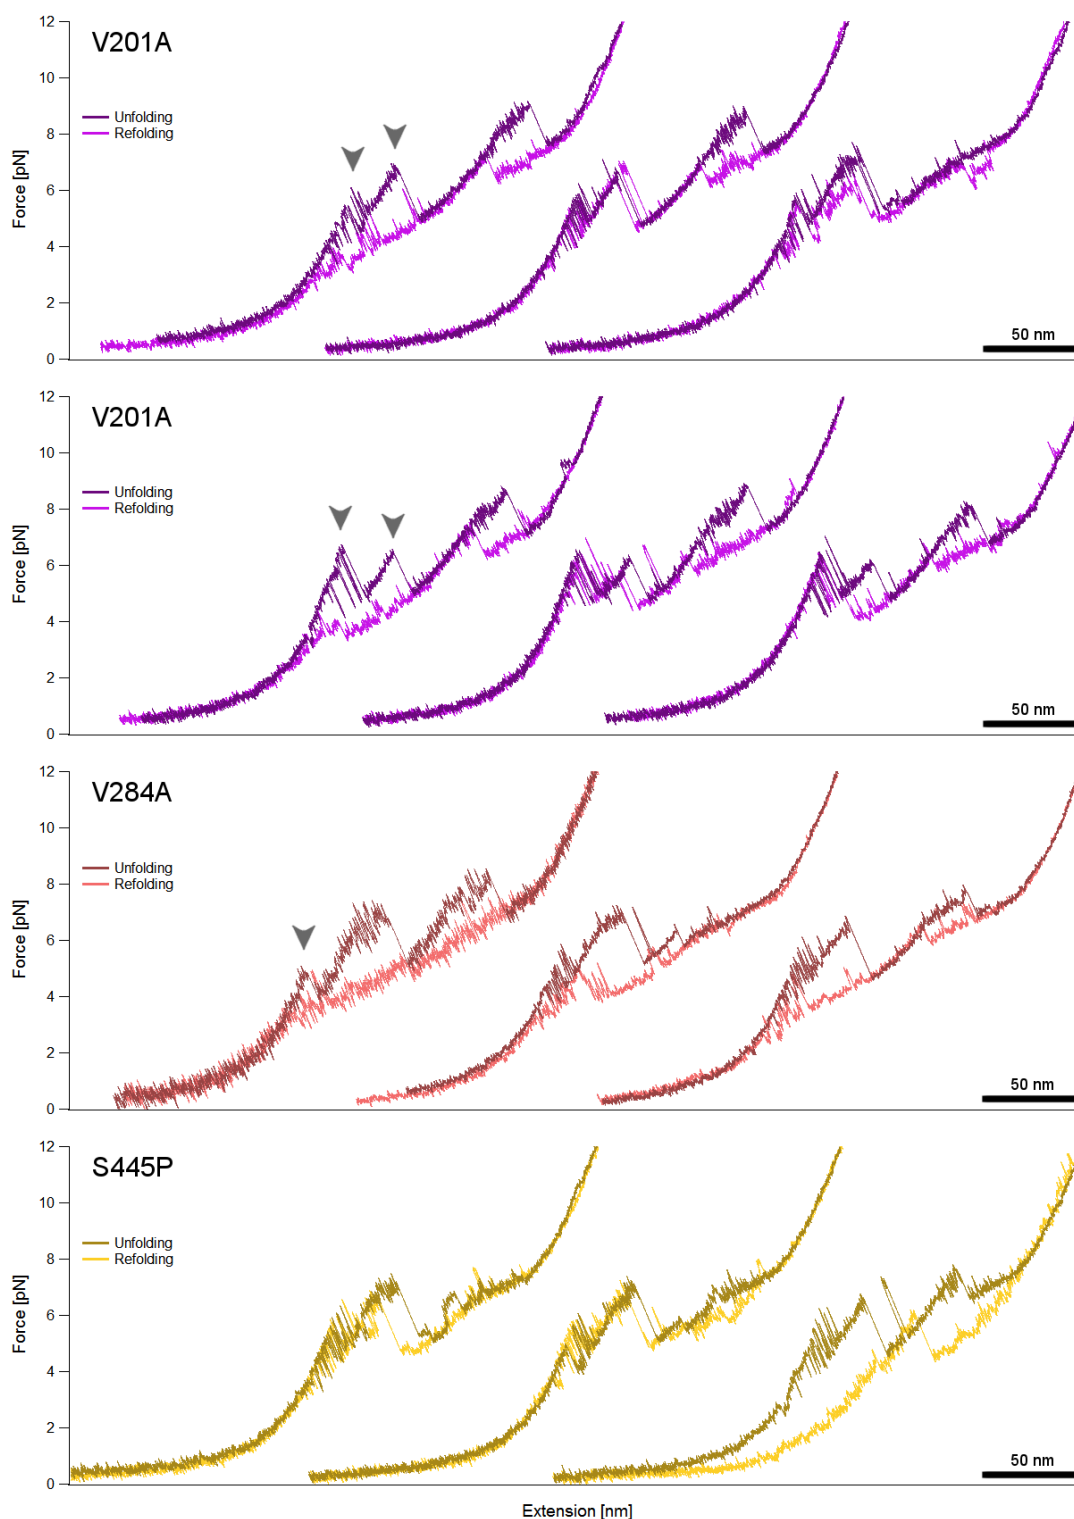 12
V201A
10
Unfolding
Refolding
8
6
Force [pN]
4
2
50 nm
0
12
V201A
10
Unfolding
Refolding
8
6
Force [pN]
4
2
50 nm
0
12
V284A
10
Unfolding
Refolding
8
6
Force [pN]
4
2
50 nm
0
12
S445P
10
Unfolding
Refolding
8
6
Force [pN]
4
2
50 nm
0
Extension [nm]